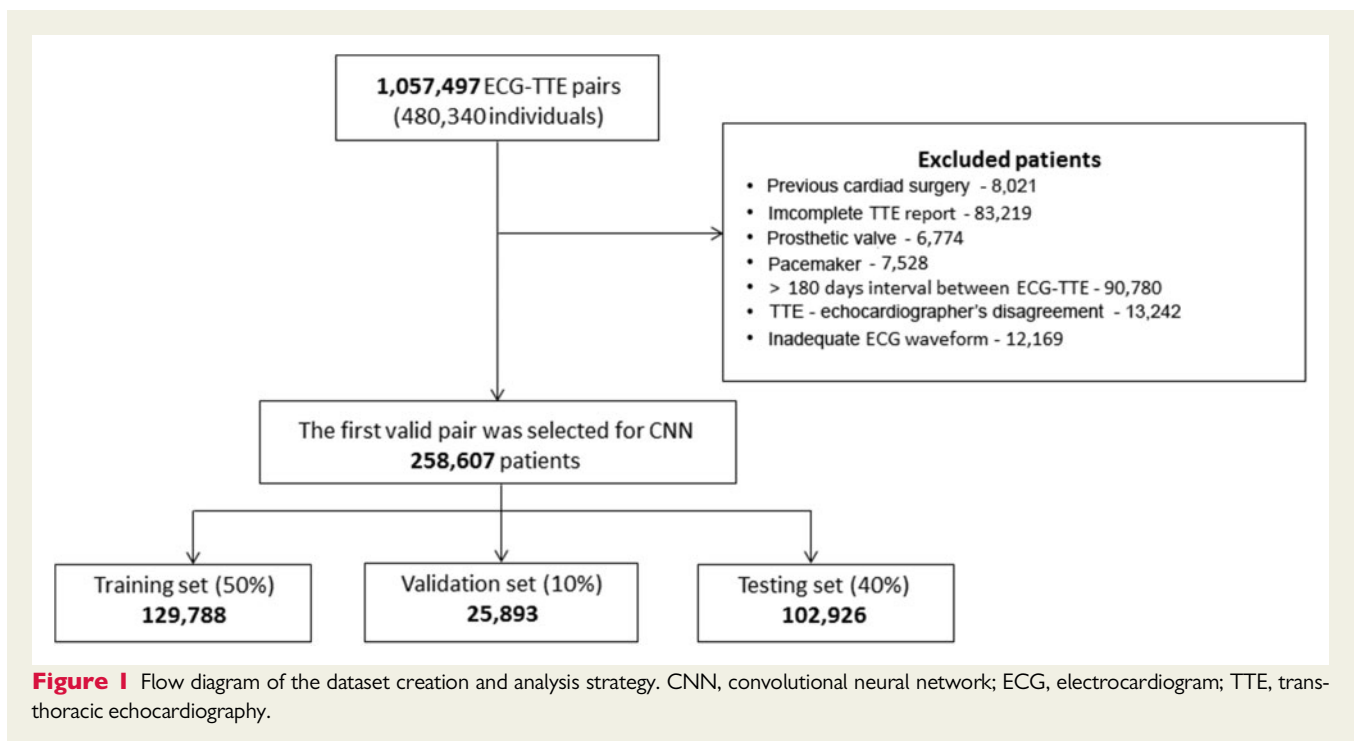 1,057,497 ECG-TTE pairs
(480,340 individuals)
Excluded patients
• Previous cardiad surgery - 8,021
• Imcomplete TTE report - 83,219
• Prosthetic valve - 6,774
• Pacemaker - 7,528
• > 180 days interval between ECG-TTE - 90,780
• TTE - echocardiographer's disagreement - 13,242
• Inadequate ECG waveform - 12,169
The first valid pair was selected for CNN
258,607 patients
Training set (50%)
129,788
Validation set (10%)
25,893
Testing set (40%)
102,926
Figure 1 Flow diagram of the dataset creation and analysis strategy. CNN, convolutional neural network; ECG, electrocardiogram; TTE, trans-
thoracic echocardiography.